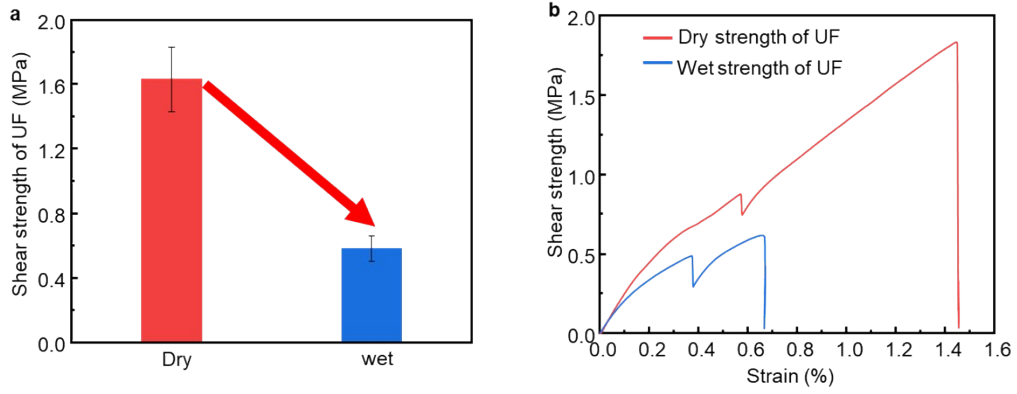 a
Shear strength of UF (MPa)
2.0
1.6
1.2
0.8
0.4
0.0
Dry
wet
b
Shear strength (MPa)
2.0
1.5
1.0
0.5
0.0
Dry strength of UF
Wet strength of UF
0.0 0.2 0.4 0.6 0.8 1.0 1.2 1.4 1.6
Strain (%)